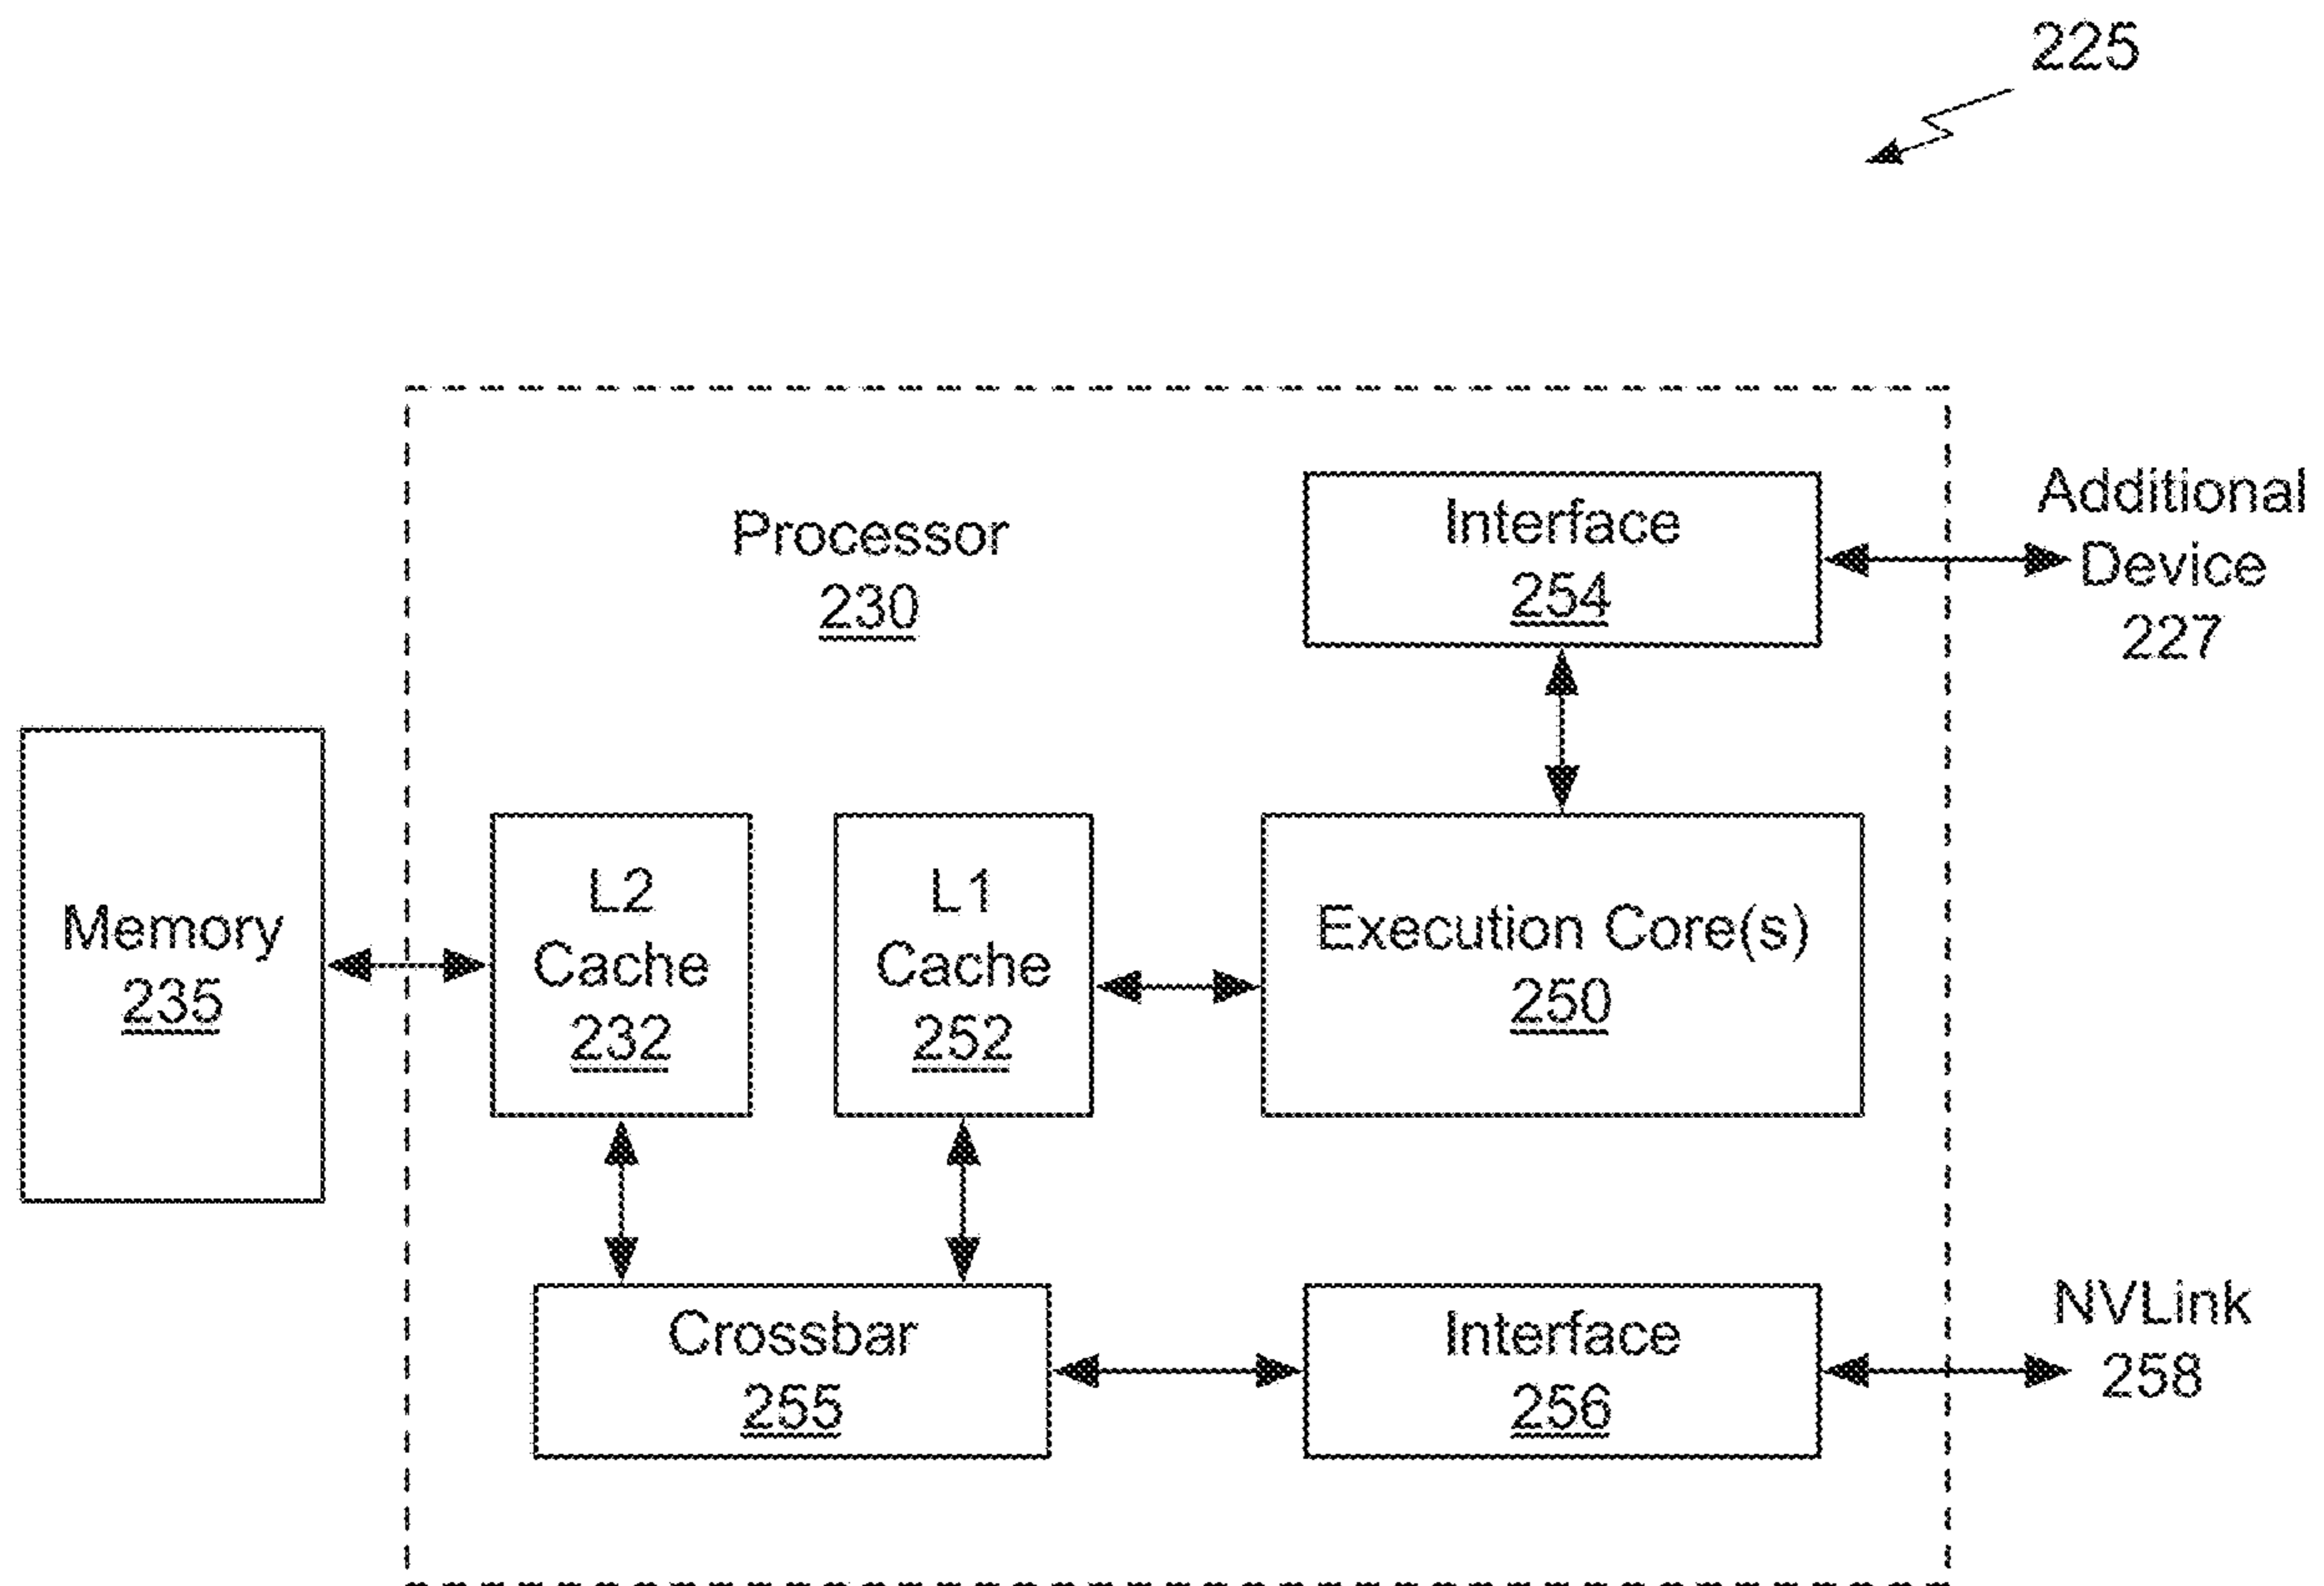 225
Processor
230
Interface
254
Additional
Device
227
Memory
235
L2
Cache
232
L1
Cache
252
Execution Core(s)
250
Crossbar
255
Interface
256
NVLink
258